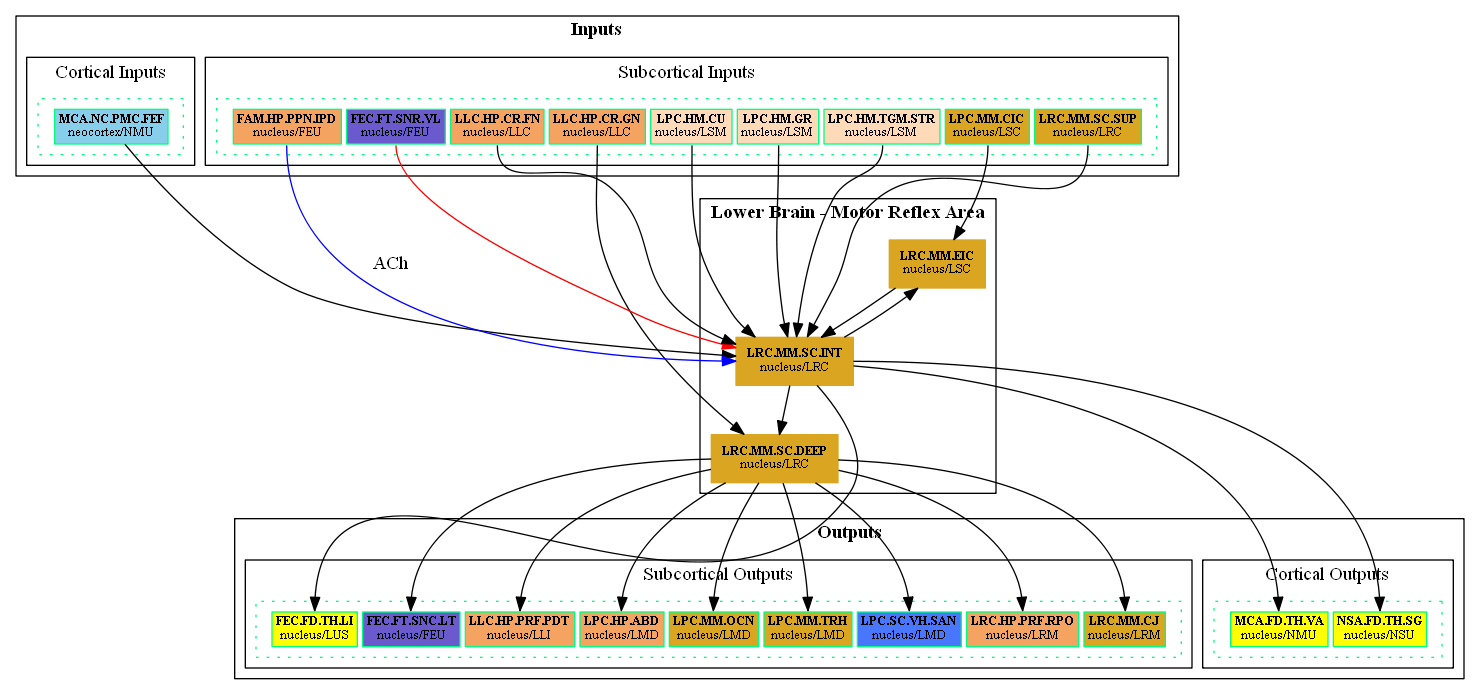 Inputs
Cortical Inputs
Subcortical Inputs
MCA.NC.PMC.FEF
neocortex/NMU
FAM.HP.PPN.IPD
nucleus/FEU
FEC.FT.SNR.VL
nucleus/FEU
LLC.HP.CR.FN
nucleus/LLC
LLC.HP.CR.GN
nucleus/LLC
LPC.HM.CU
nucleus/LSM
LPC.HM.GR
nucleus/LSM
LPC.HM.TGM.STR
nucleus/LSM
LPC.MM.CIC
nucleus/LSC
LRC.MM.SC.SUP
nucleus/LRC
Lower Brain - Motor Reflex Area
LRC.MM.EIC
nucleus/LSC
ACh
LRC.MM.SC.INT
nucleus/LRC
LRC.MM.SC.DEEP
nucleus/LRC
Outputs
Subcortical Outputs
Cortical Outputs
FEC.FD.TH.LI
nucleus/LUS
FEC.FT.SNC.LT
nucleus/FEU
LLC.HP.PRF.PDT
nucleus/LLI
LPC.HP.ABD
nucleus/LMD
LPC.MM.OCN
nucleus/LMD
LPC.MM.TRH
nucleus/LMD
LPC.SC.VH.SAN
nucleus/LMD
LRC.HP.PRF.RPO
nucleus/LRM
LRC.MM.CJ
nucleus/LRM
MCA.FD.TH.VA
nucleus/NMU
NSA.FD.TH.SG
nucleus/NSU